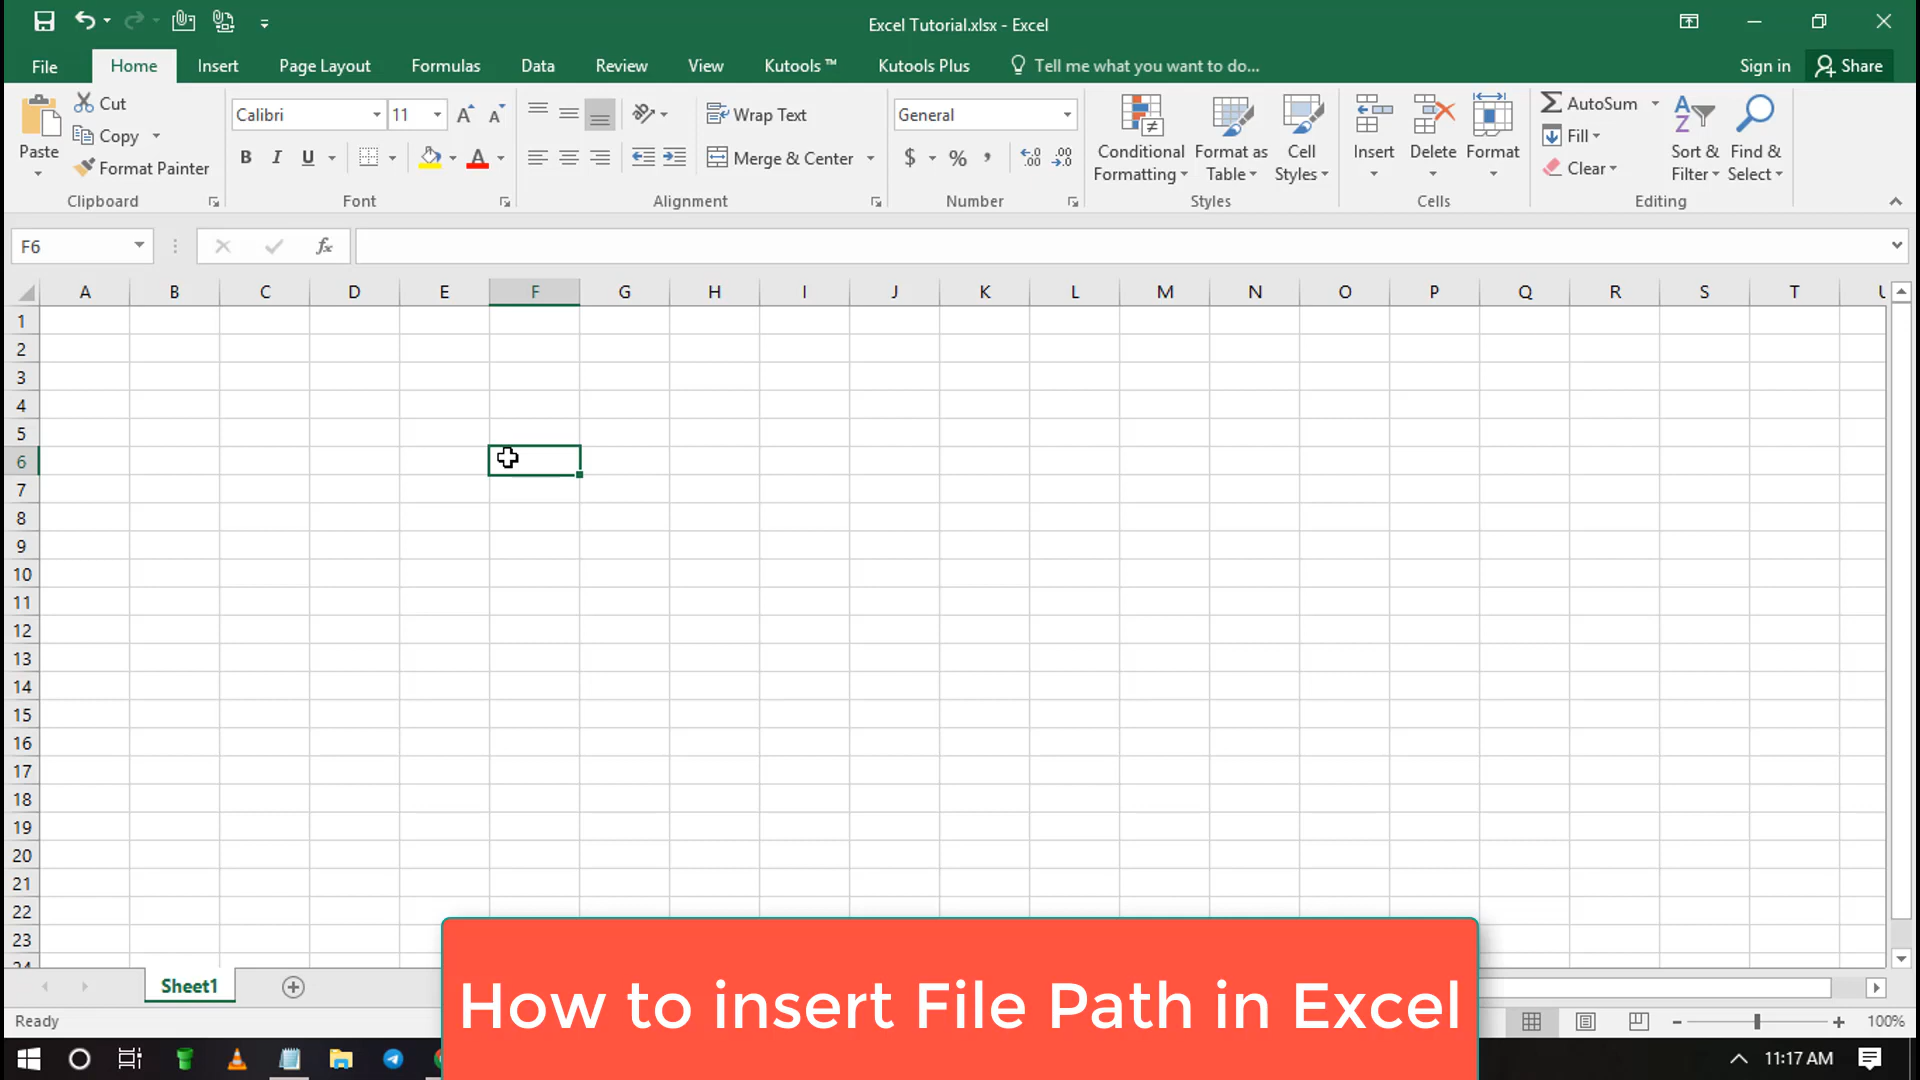 Excel Tutorial.xlsx - Excel
File Home Insert Page Layout Formulas Data Review View Kutools ™ Kutools Plus Tell me what you want to do... Sign in Share
Paste
Cut
Copy
Format Painter
Clipboard
Calibri 11
B I U A
Font
Wrap Text
Merge & Center
Alignment
General
$ % ,
Number
Conditional Formatting
Format as Table
Cell Styles
Styles
Insert
Delete
Format
Cells
AutoSum
Fill
Clear
Sort & Filter
Find & Select
Editing
F6 fx
A B C D E F G H I J K L M N O P Q R S T
1
2
3
4
5
6
7
8
9
10
11
12
13
14
15
16
17
18
19
20
21
22
23
Sheet1
Ready
How to insert File Path in Excel
100%
11:17 AM